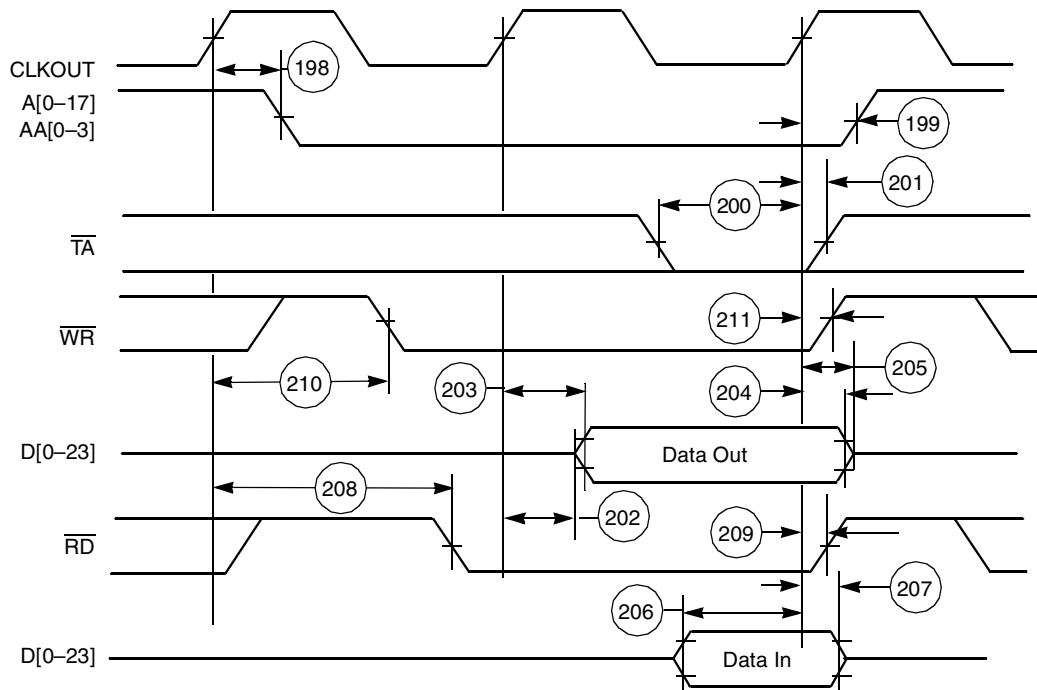 CLKOUT
198
A[0–17]
AA[0–3]
199
201
200
TA
WR
211
210
203
204
205
D[0–23]
Data Out
208
202
RD
209
206
207
D[0–23]
Data In